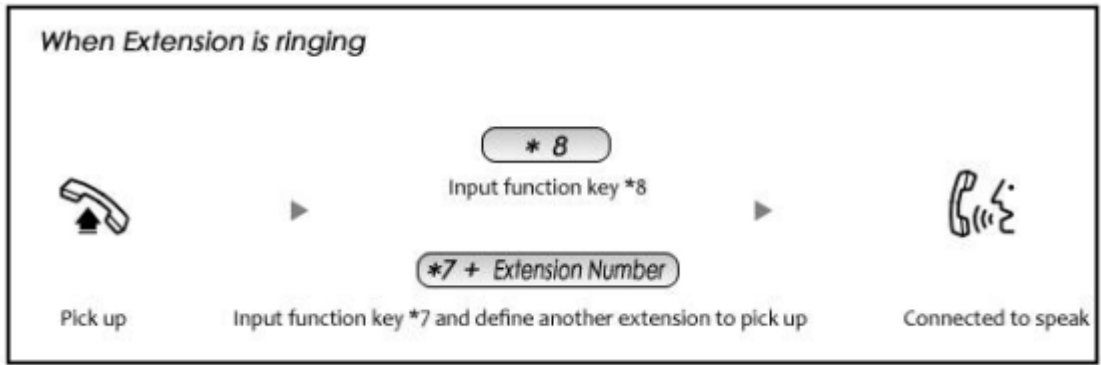 When Extension is ringing
* 8
Input function key *8
*7 + Extension Number
Pick up
Input function key *7 and define another extension to pick up
Connected to speak